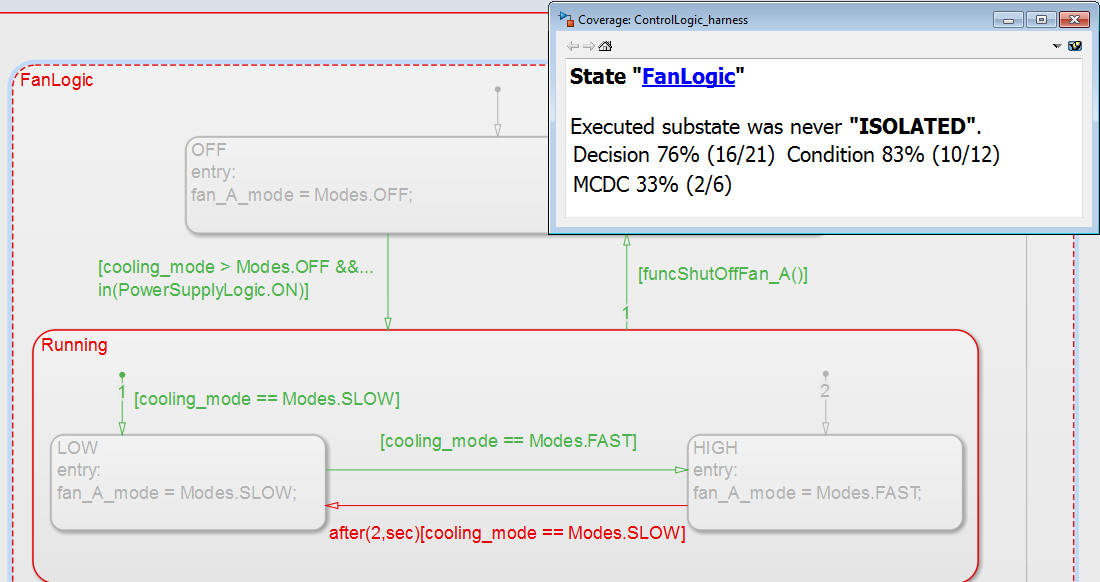 Coverage: ControlLogic_harness
State "FanLogic"
Executed substate was never "ISOLATED".
Decision 76% (16/21) Condition 83% (10/12)
MCDC 33% (2/6)
FanLogic
OFF
entry:
fan_A_mode = Modes.OFF;
[cooling_mode > Modes.OFF &&...
in(PowerSupplyLogic.ON)]
[funcShutOffFan_A()]
1
Running
1
[cooling_mode == Modes.SLOW]
2
LOW
entry:
fan_A_mode = Modes.SLOW;
[cooling_mode == Modes.FAST]
HIGH
entry:
fan_A_mode = Modes.FAST;
after(2,sec)[cooling_mode == Modes.SLOW]